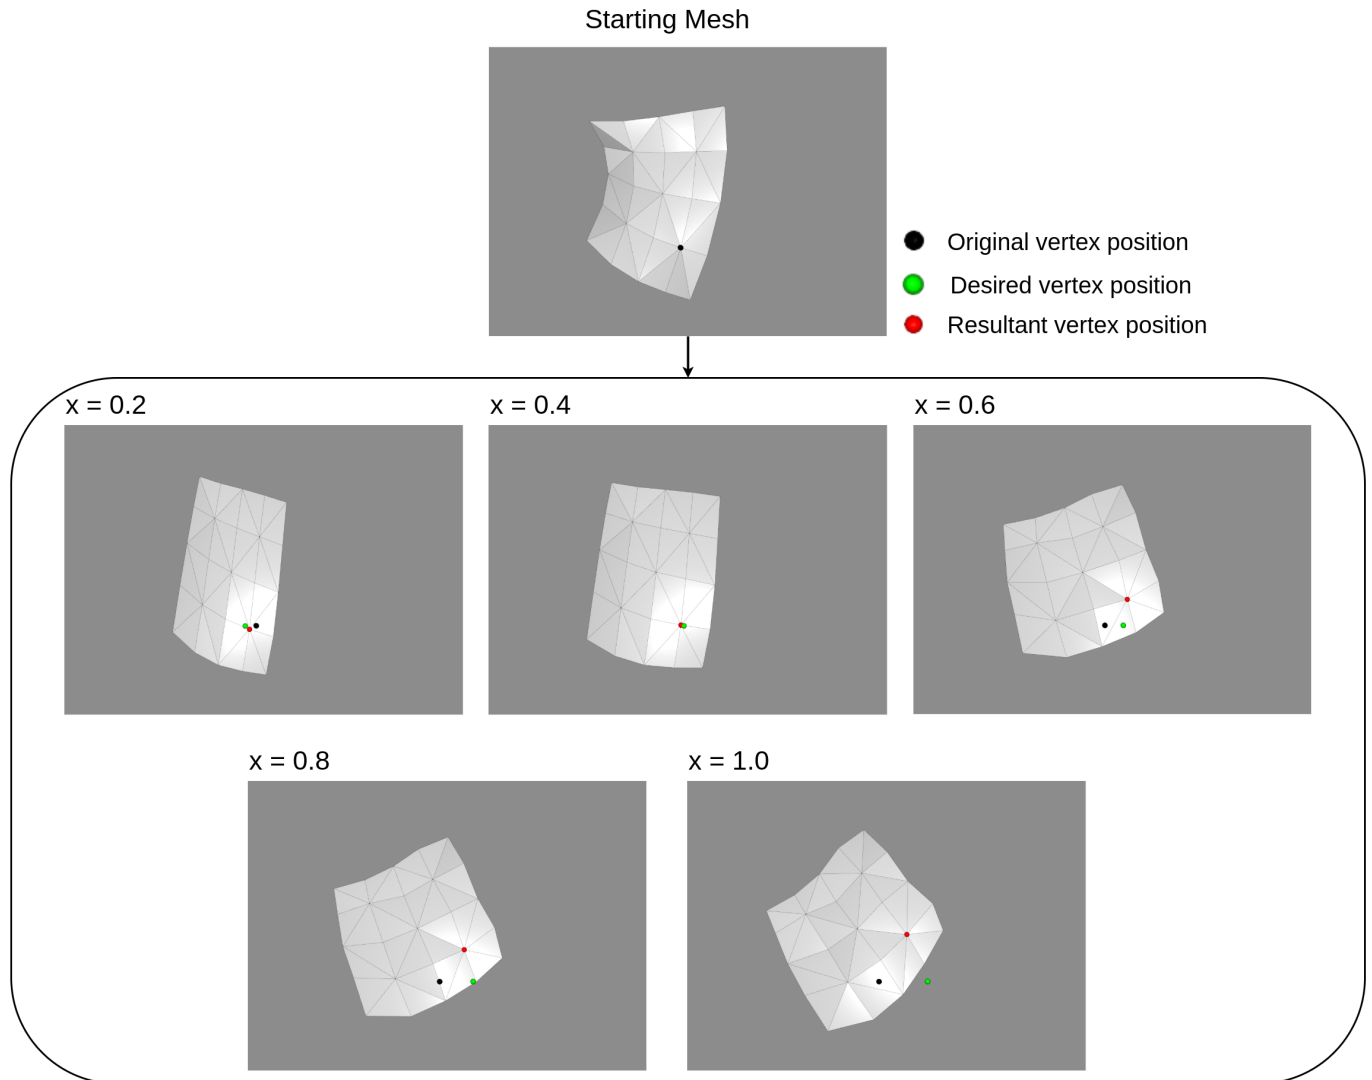 Starting Mesh
Original vertex position
Desired vertex position
Resultant vertex position
x = 0.2
x = 0.4
x = 0.6
x = 0.8
x = 1.0